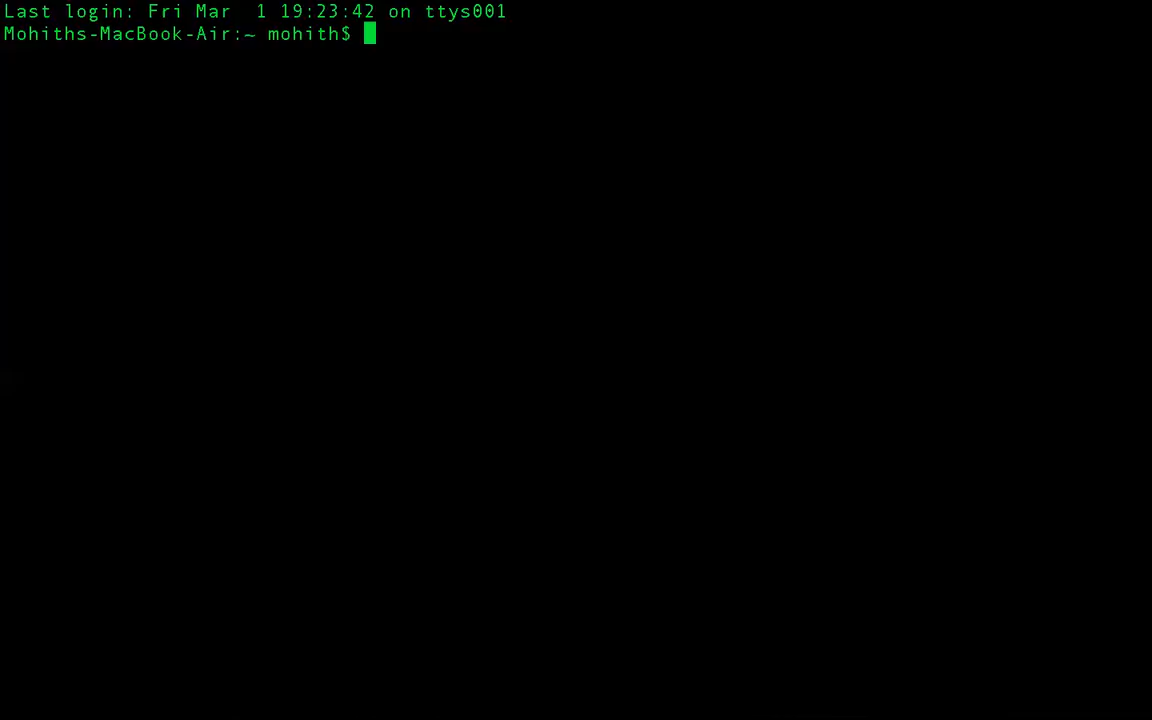 Last login: Fri Mar  1 19:23:42 on ttys001
Mohiths-MacBook-Air:~ mohith$